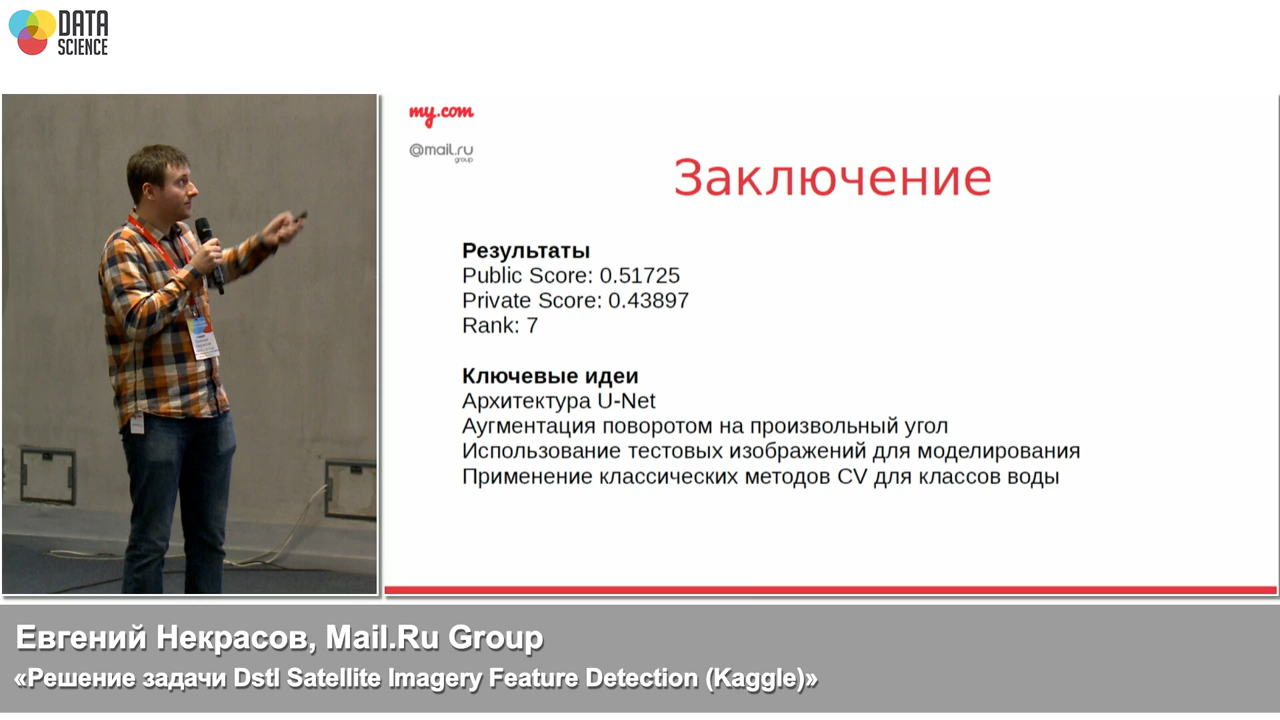 DATA
SCIENCE
my.com
@mail.ru
group
Заключение
Результаты
Public Score: 0.51725
Private Score: 0.43897
Rank: 7
Ключевые идеи
Архитектура U-Net
Аугментация поворотом на произвольный угол
Использование тестовых изображений для моделирования
Применение классических методов CV для классов воды
Евгений Некрасов, Mail.Ru Group
«Решение задачи Dstl Satellite Imagery Feature Detection (Kaggle)»